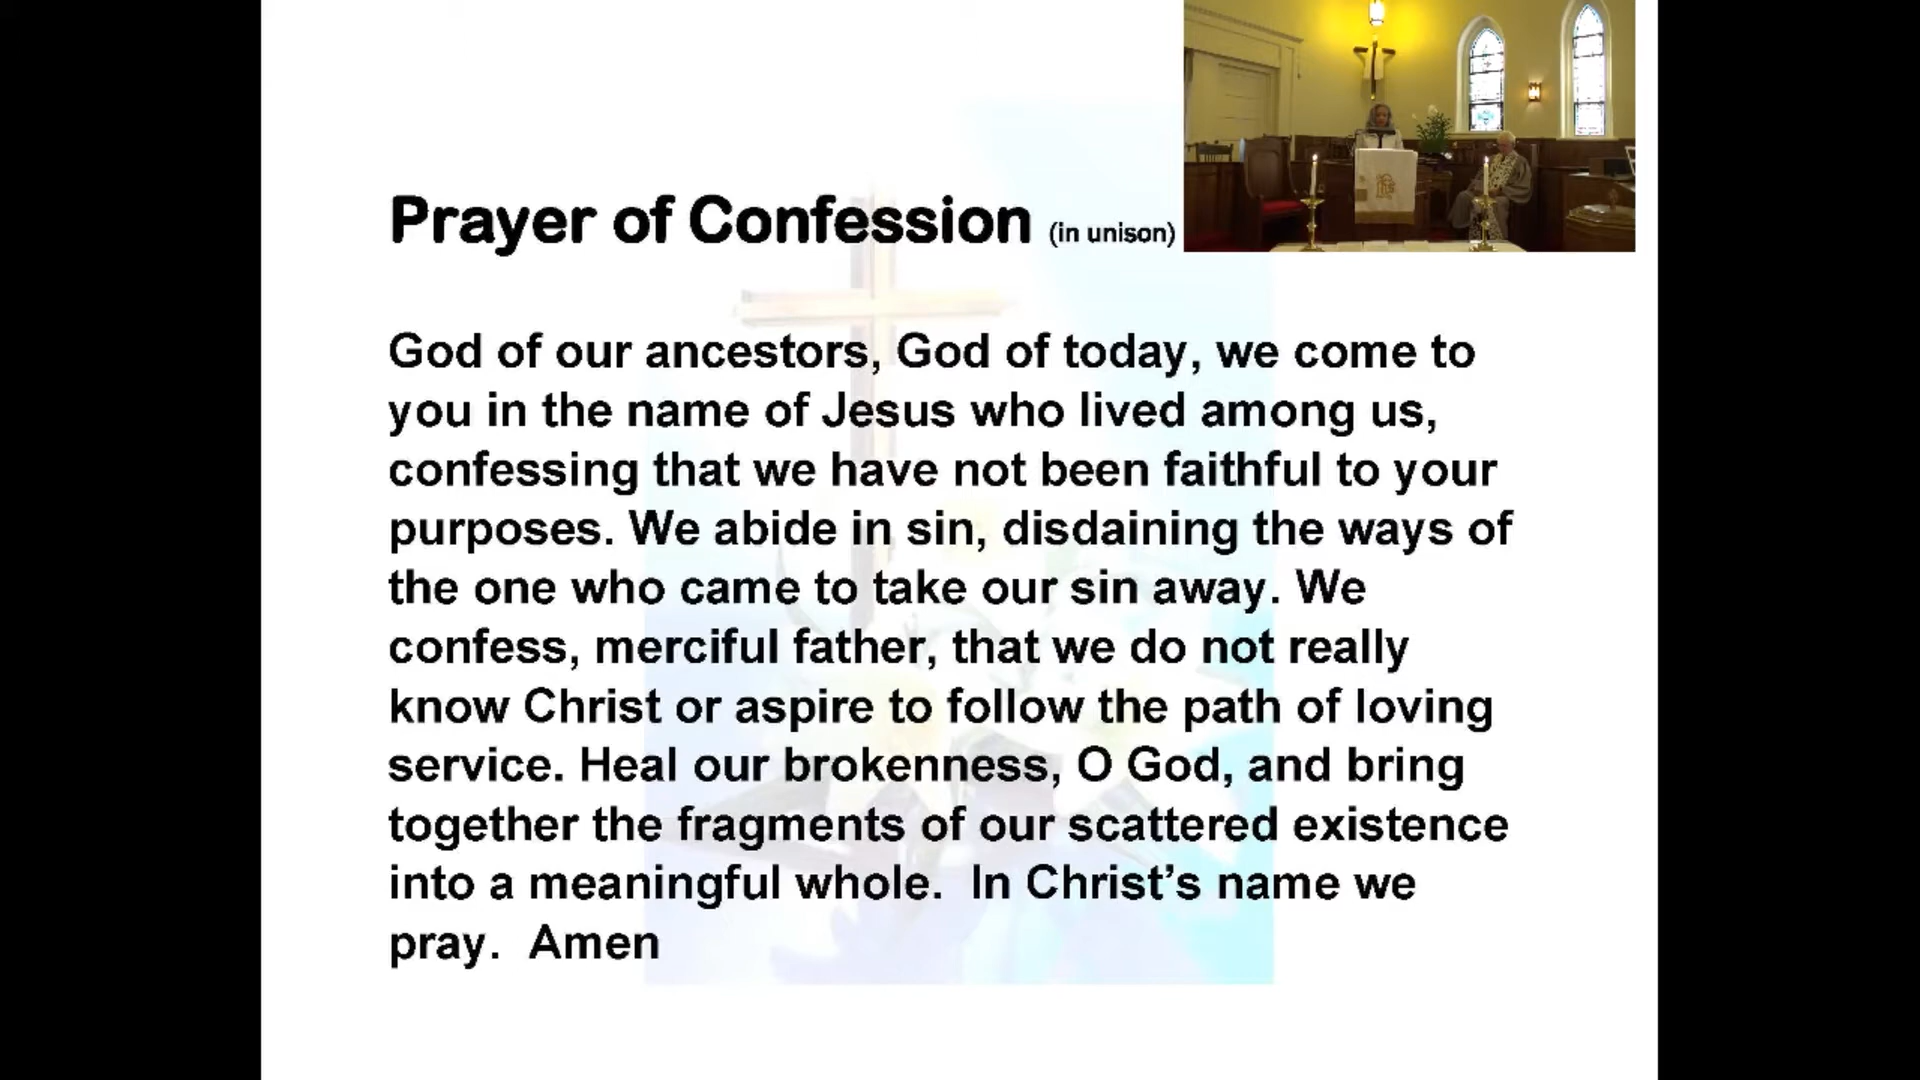 Prayer of Confession (in unison)
God of our ancestors, God of today, we come to
you in the name of Jesus who lived among us,
confessing that we have not been faithful to your
purposes. We abide in sin, disdaining the ways of
the one who came to take our sin away. We
confess, merciful father, that we do not really
know Christ or aspire to follow the path of loving
service. Heal our brokenness, O God, and bring
together the fragments of our scattered existence
into a meaningful whole.  In Christ’s name we
pray.  Amen